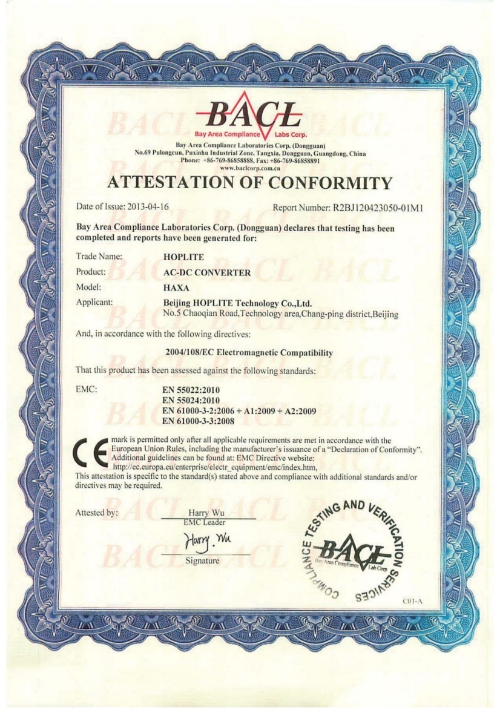 BACL
Bay Area Compliance Labs Corp.
Bay Area Compliance Laboratories Corp. (Dongguan)
No.69 Pulongcun, Puxinhu Industrial Zone, Tangxia, Dongguan, Guangdong, China
Phone: +86-769-86858888, Fax: +86-769-86858891
www.baclcorp.com.cn
ATTESTATION OF CONFORMITY
Date of Issue: 2013-04-16 Report Number: R2BJ120423050-01M1
Bay Area Compliance Laboratories Corp. (Dongguan) declares that testing has been
completed and reports have been generated for:
Trade Name: HOPLITE
Product: AC-DC CONVERTER
Model: HAXA
Applicant: Beijing HOPLITE Technology Co.,Ltd.
No.5 Chaoqian Road,Technology area,Chang-ping district,Beijing
And, in accordance with the following directives:
2004/108/EC Electromagnetic Compatibility
That this product has been assessed against the following standards:
EMC: EN 55022:2010
EN 55024:2010
EN 61000-3-2:2006 + A1:2009 + A2:2009
EN 61000-3-3:2008
CE mark is permitted only after all applicable requirements are met in accordance with the
European Union Rules, including the manufacturer's issuance of a "Declaration of Conformity".
Additional guidelines can be found at: EMC Directive website:
http://ec.europa.eu/enterprise/electr_equipment/emc/index.htm,
This attestation is specific to the standard(s) stated above and compliance with additional standards and/or
directives may be required.
Attested by: Harry Wu
EMC Leader
Harry. Wu
Signature
COMPLIANCE TESTING AND VERIFICATION SERVICES
BACL
Bay Area Compliance Lab Corp
C01-A